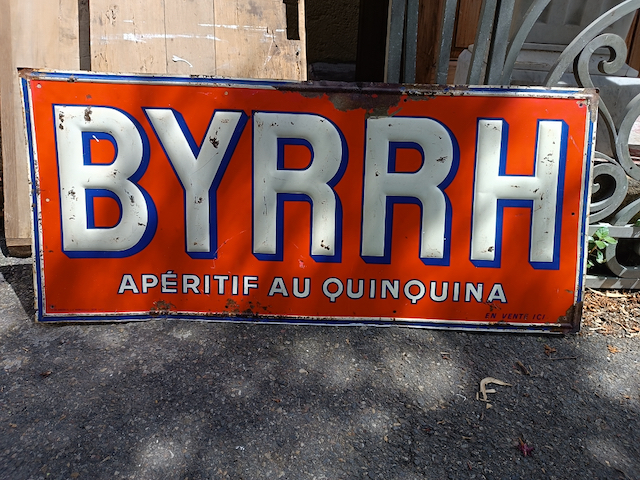 BYRRH
APÉRITIF AU QUINQUINA
EN VENTE ICI